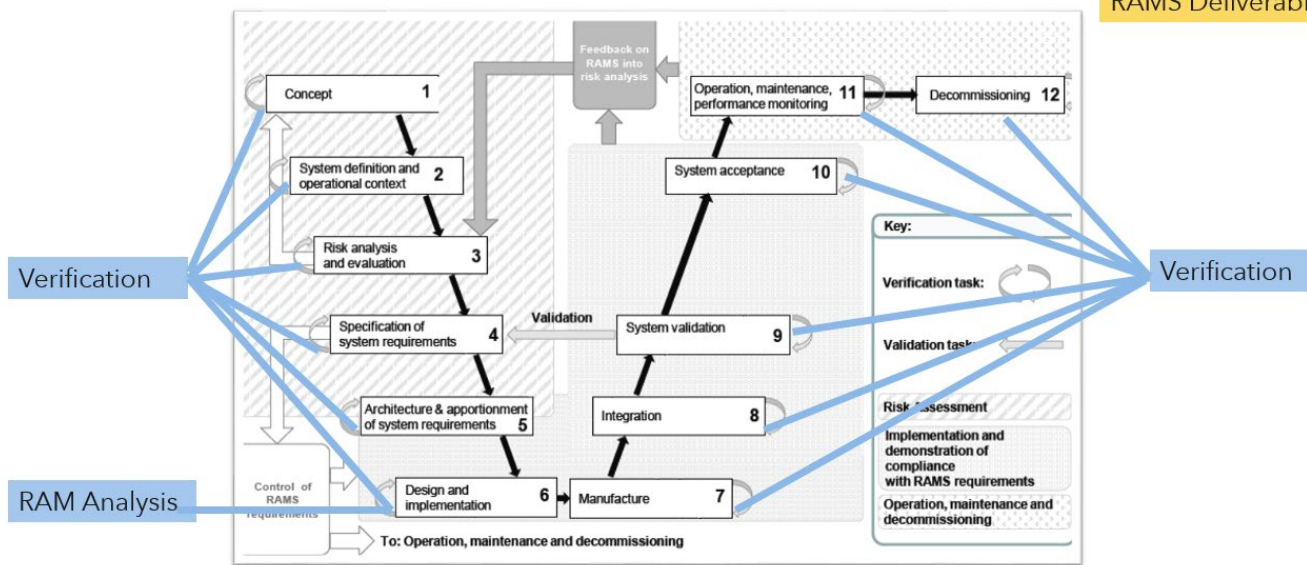 RAMS Deliverabl
Feedback on
RAMS into
risk analysis
Concept 1
Operation, maintenance,
performance monitoring 11
Decommissioning 12
System definition and
operational context 2
System acceptance 10
Risk analysis
and evaluation 3
Key:
Verification
Verification
Verification task:
Specification of
system requirements 4
Validation
System validation 9
Validation task:
Architecture & apportionment
of system requirements 5
Integration 8
Risk Assessment
Implementation and
demonstration of
compliance
with RAMS requirements
Design and
implementation 6
Manufacture 7
Control of
RAMS
requirements
RAM Analysis
Operation, maintenance and
decommissioning
To: Operation, maintenance and decommissioning